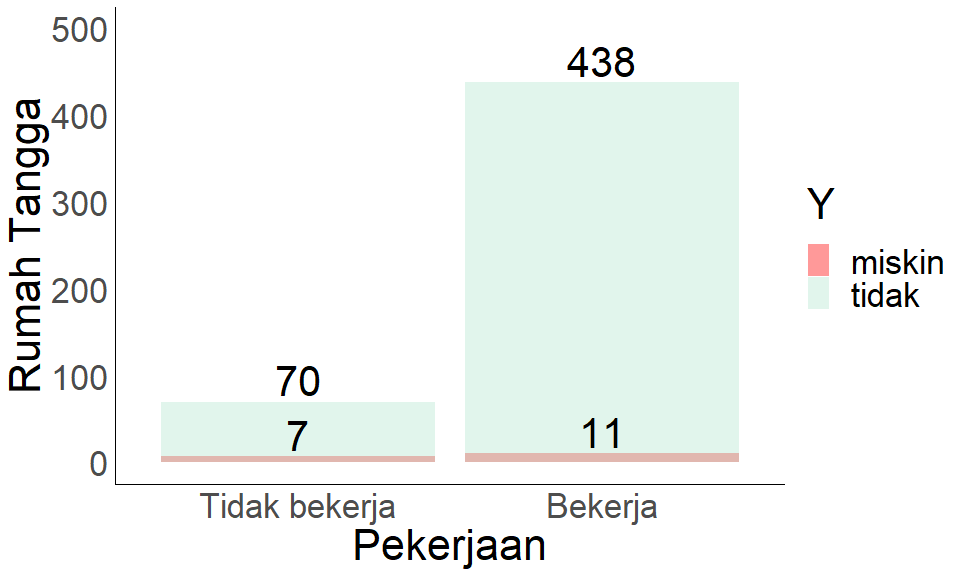 Rumah Tangga
500
400
300
200
100
0
438
70
7
11
Tidak bekerja
Bekerja
Pekerjaan
Y
miskin
tidak